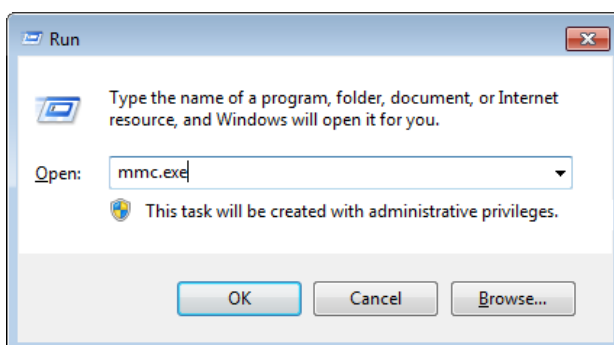 Run
Type the name of a program, folder, document, or Internet
resource, and Windows will open it for you.
Open: mmc.exe
This task will be created with administrative privileges.
OK Cancel Browse...